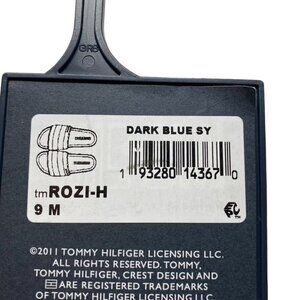 GRS
DARK BLUE SY
1 93280 14367 0
tmROZI-H
9 M
©2011 TOMMY HILFIGER LICENSING LLC.
ALL RIGHTS RESERVED. TOMMY,
TOMMY HILFIGER, CREST DESIGN AND
ARE REGISTERED TRADEMARKS
OF TOMMY HILFIGER LICENSING LLC.